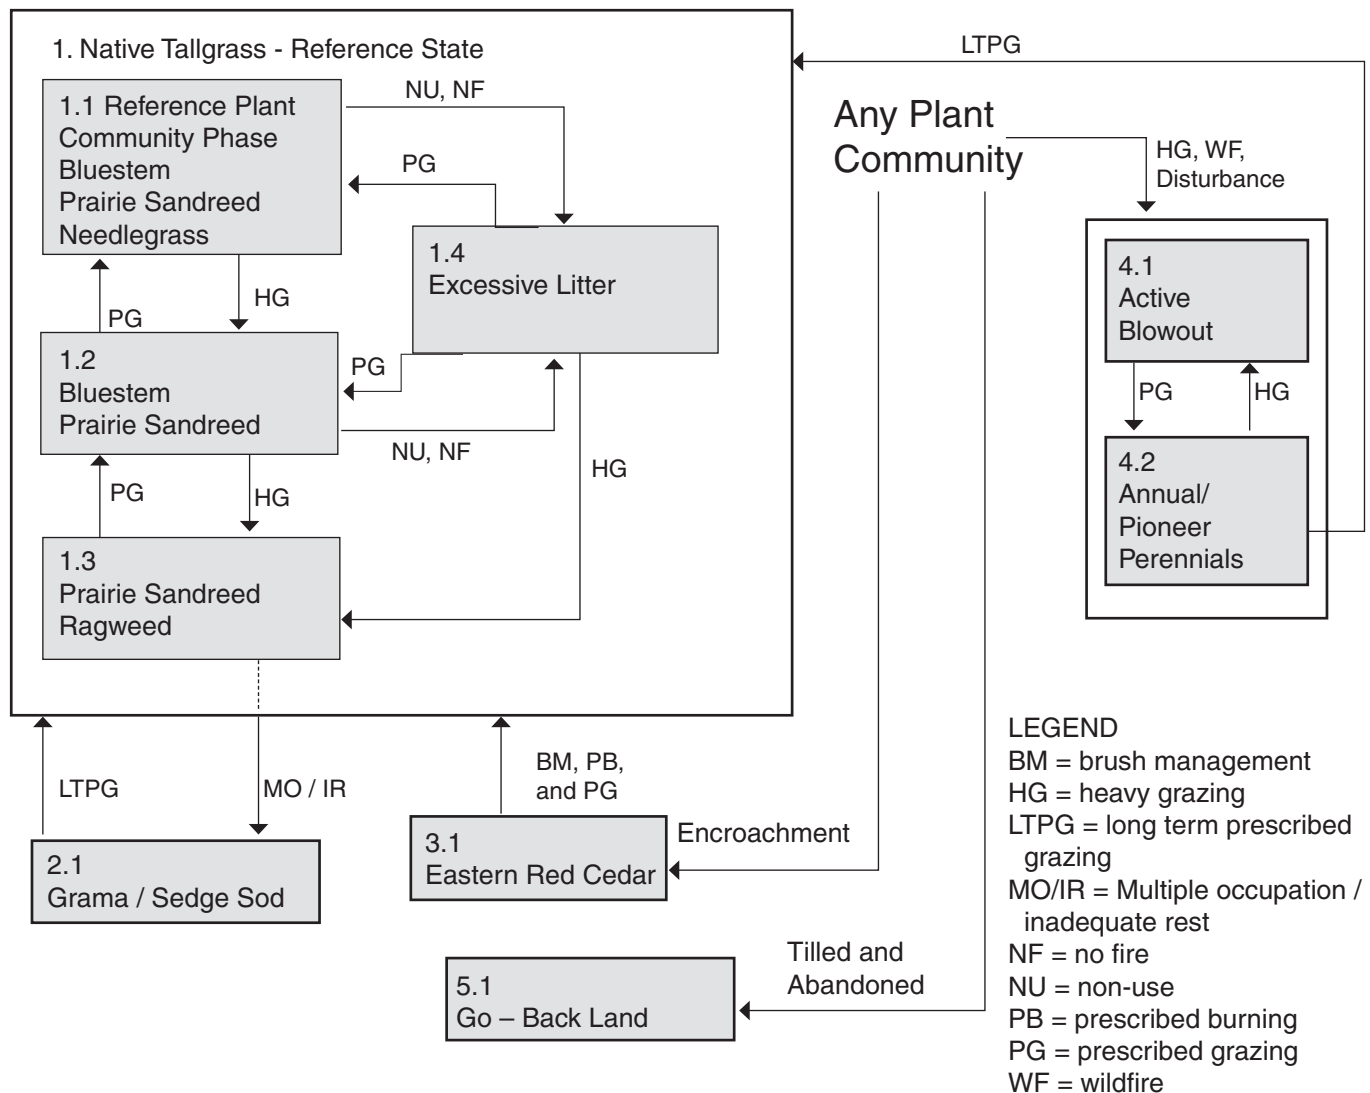 1. Native Tallgrass - Reference State
1.1 Reference Plant
Community Phase
Bluestem
Prairie Sandreed
Needlegrass
NU, NF
PG
1.4
Excessive Litter
PG
HG
1.2
Bluestem
Prairie Sandreed
PG
NU, NF
HG
PG
HG
1.3
Prairie Sandreed
Ragweed
LTPG
Any Plant
Community
HG, WF,
Disturbance
4.1
Active
Blowout
PG
HG
4.2
Annual/
Pioneer
Perennials
LTPG
MO / IR
BM, PB,
and PG
2.1
Grama / Sedge Sod
3.1
Eastern Red Cedar
Encroachment
5.1
Go – Back Land
Tilled and
Abandoned
LEGEND
BM = brush management
HG = heavy grazing
LTPG = long term prescribed
grazing
MO/IR = Multiple occupation /
inadequate rest
NF = no fire
NU = non-use
PB = prescribed burning
PG = prescribed grazing
WF = wildfire